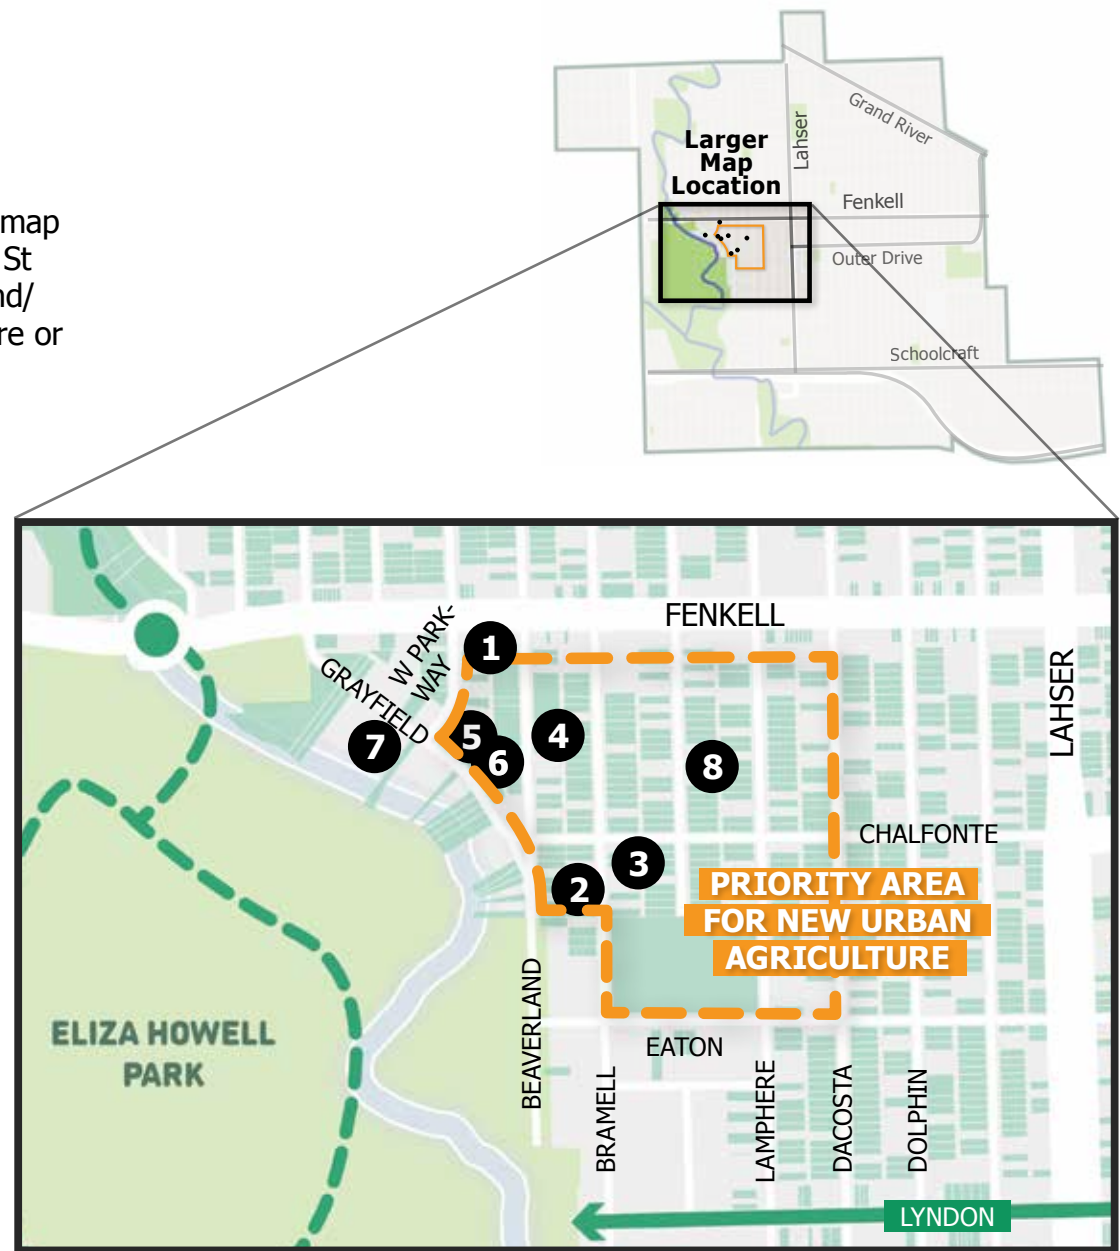 map
St
nd/
re or
Larger
Map
Location
Lahser
Grand River
Fenkell
Outer Drive
Schoolcraft
FENKELL
W PARK-
WAY
GRAYFIELD
LAHSER
1
5
4
6
7
8
CHALFONTE
3
2
PRIORITY AREA
FOR NEW URBAN
AGRICULTURE
ELIZA HOWELL
PARK
BEAVERLAND
EATON
BRAMELL
LAMPHERE
DACOSTA
DOLPHIN
LYNDON